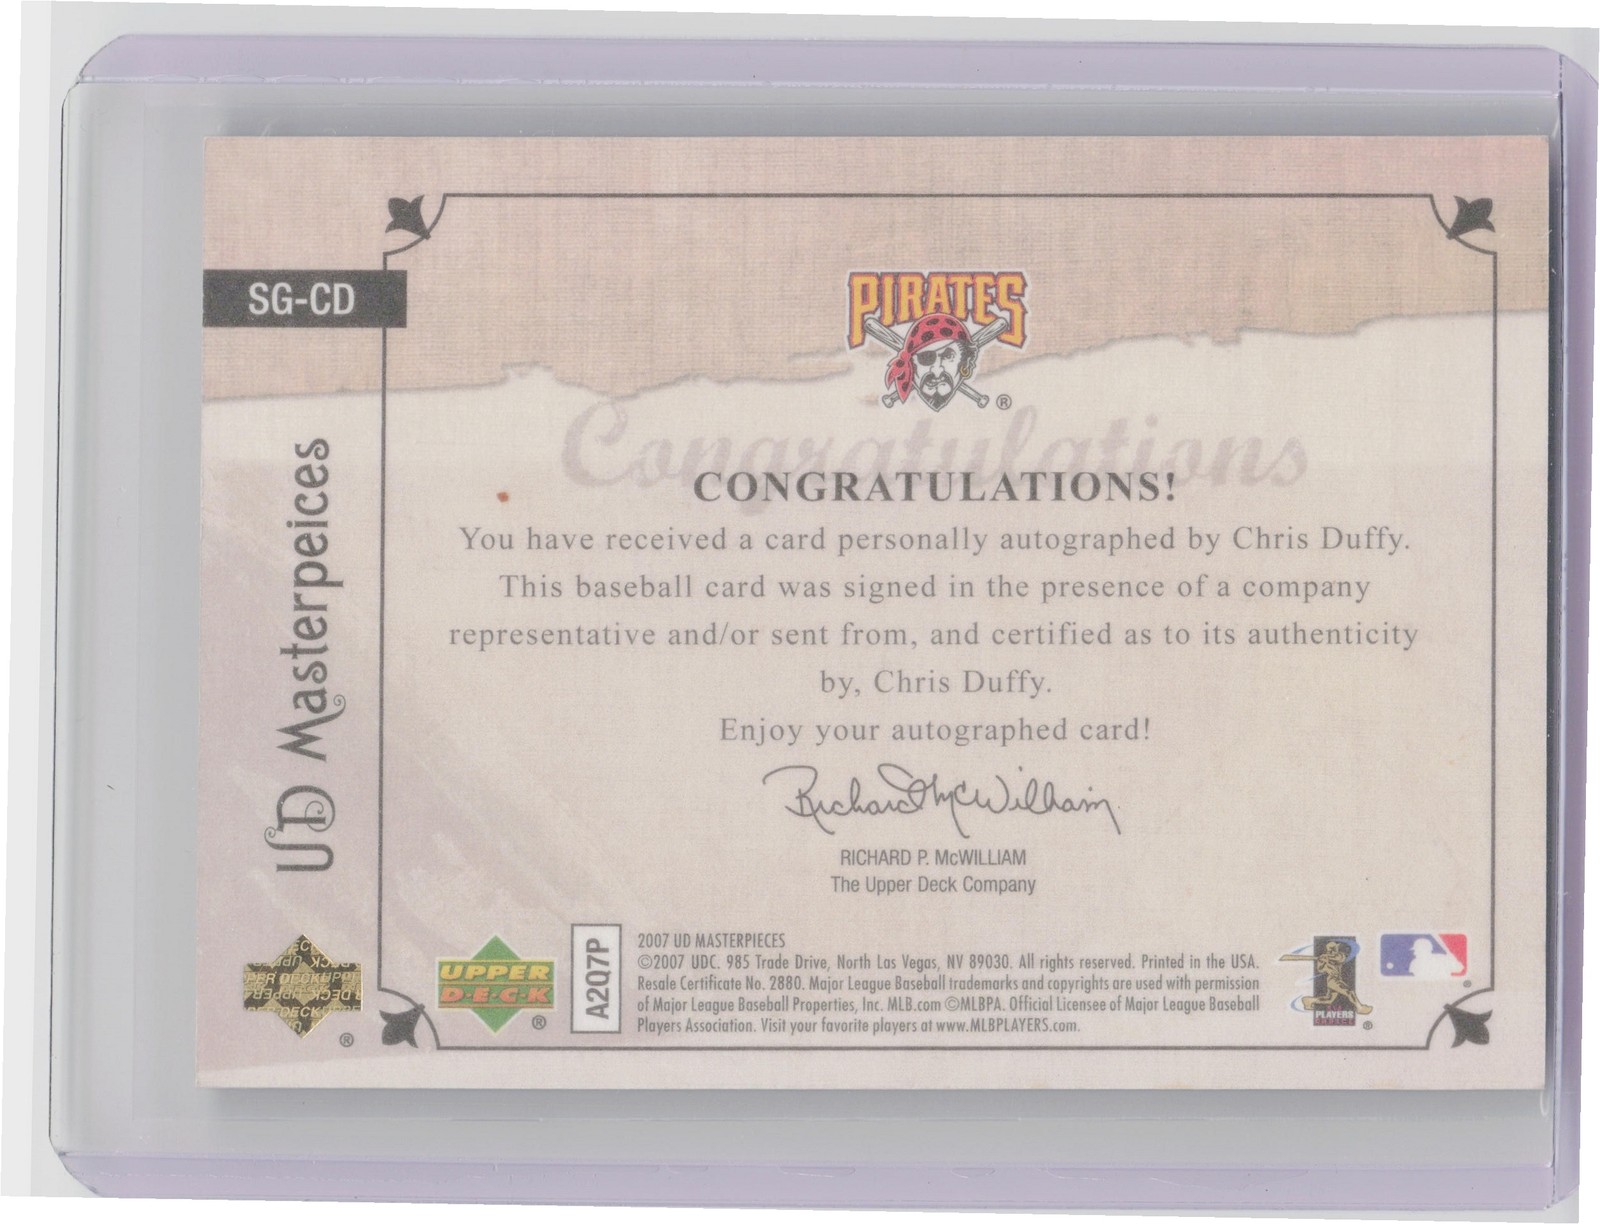 SG-CD
PIRATES
®
Congratulations
CONGRATULATIONS!
You have received a card personally autographed by Chris Duffy.
This baseball card was signed in the presence of a company
representative and/or sent from, and certified as to its authenticity
by, Chris Duffy.
Enjoy your autographed card!
Richard McWilliam
RICHARD P. McWILLIAM
The Upper Deck Company
UD Masterpeices
®
UPPER
DECK
®
A2Q7P
2007 UD MASTERPIECES
©2007 UDC. 985 Trade Drive, North Las Vegas, NV 89030. All rights reserved. Printed in the USA.
Resale Certificate No. 2880. Major League Baseball trademarks and copyrights are used with permission
of Major League Baseball Properties, Inc. MLB.com ©MLBPA. Official Licensee of Major League Baseball
Players Association. Visit your favorite players at www.MLBPLAYERS.com.
PLAYERS
CHOICE
®
®